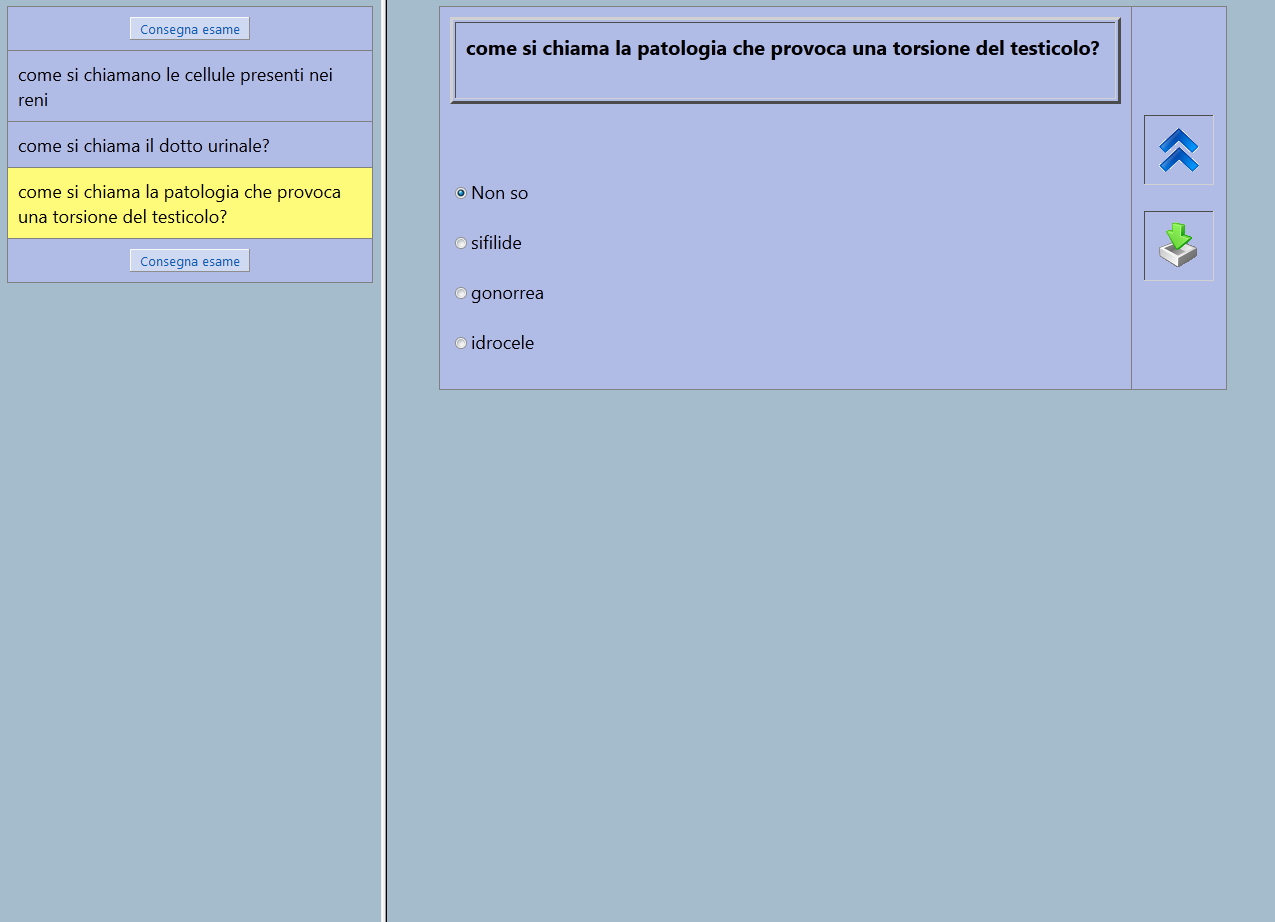 Consegna esame
come si chiamano le cellule presenti nei
reni
come si chiama il dotto urinale?
come si chiama la patologia che provoca
una torsione del testicolo?
Consegna esame
come si chiama la patologia che provoca una torsione del testicolo?
Non so
sifilide
gonorrea
idrocele